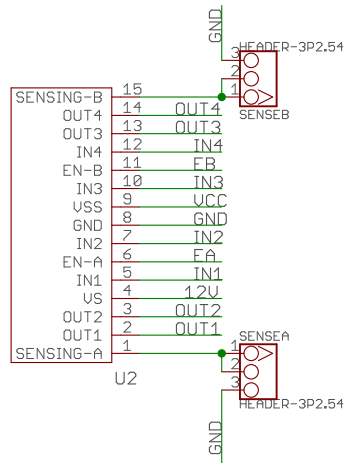 GND
HEADER-3P2.54
3
2
1
SENSEB
SENSING-B 15
OUT4 14 OUT4
OUT3 13 OUT3
IN4 12 IN4
EN-B 11 EB
IN3 10 IN3
VSS 9 VCC
GND 8 GND
IN2 7 IN2
EN-A 6 EA
IN1 5 IN1
VS 4 12V
OUT2 3 OUT2
OUT1 2 OUT1
SENSING-A 1
U2
SENSEA
1
2
3
HEADER-3P2.54
GND